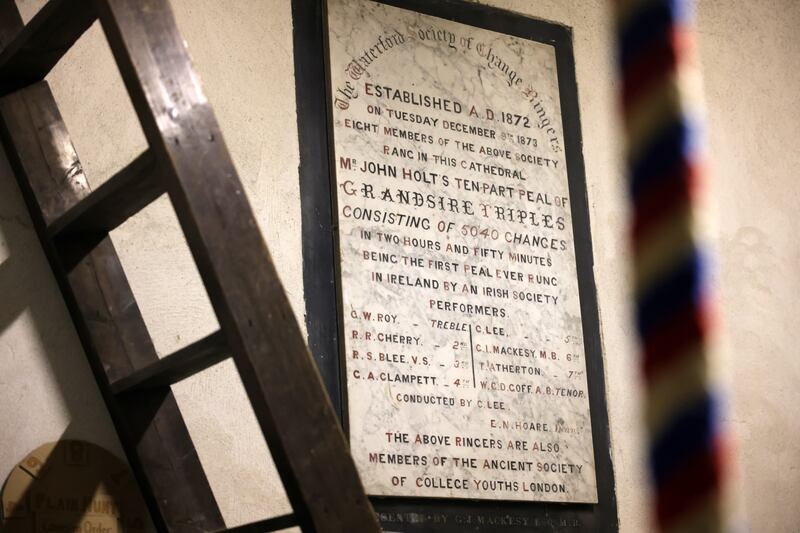 The Waterford Society of Change Ringers
ESTABLISHED A.D. 1872
ON TUESDAY DECEMBER 9TH 1873
EIGHT MEMBERS OF THE ABOVE SOCIETY
RANG IN THIS CATHEDRAL
MR JOHN HOLT'S TEN-PART PEAL OF
GRANDSIRE TRIPLES
CONSISTING OF 5040 CHANGES
IN TWO HOURS AND FIFTY MINUTES
BEING THE FIRST PEAL EVER RUNG
IN IRELAND BY AN IRISH SOCIETY
PERFORMERS.
G.W. ROY. - TREBLE
R.R. CHERRY. - 2ND
R.S. BLEE. V.S. - 3RD
G.A. CLAMPETT. - 4TH
C. LEE. - 5TH
C.I. MACKESY. M.B. 6TH
T. ATHERTON. - 7TH
W.C.D. GOFF. A.B. TENOR.
CONDUCTED BY C. LEE.
E.N. HOARE.
THE ABOVE RINGERS ARE ALSO
MEMBERS OF THE ANCIENT SOCIETY
OF COLLEGE YOUTHS LONDON.
BY G.J. MACKESY ESQ. M.B.
PLAIN HUNT
Order